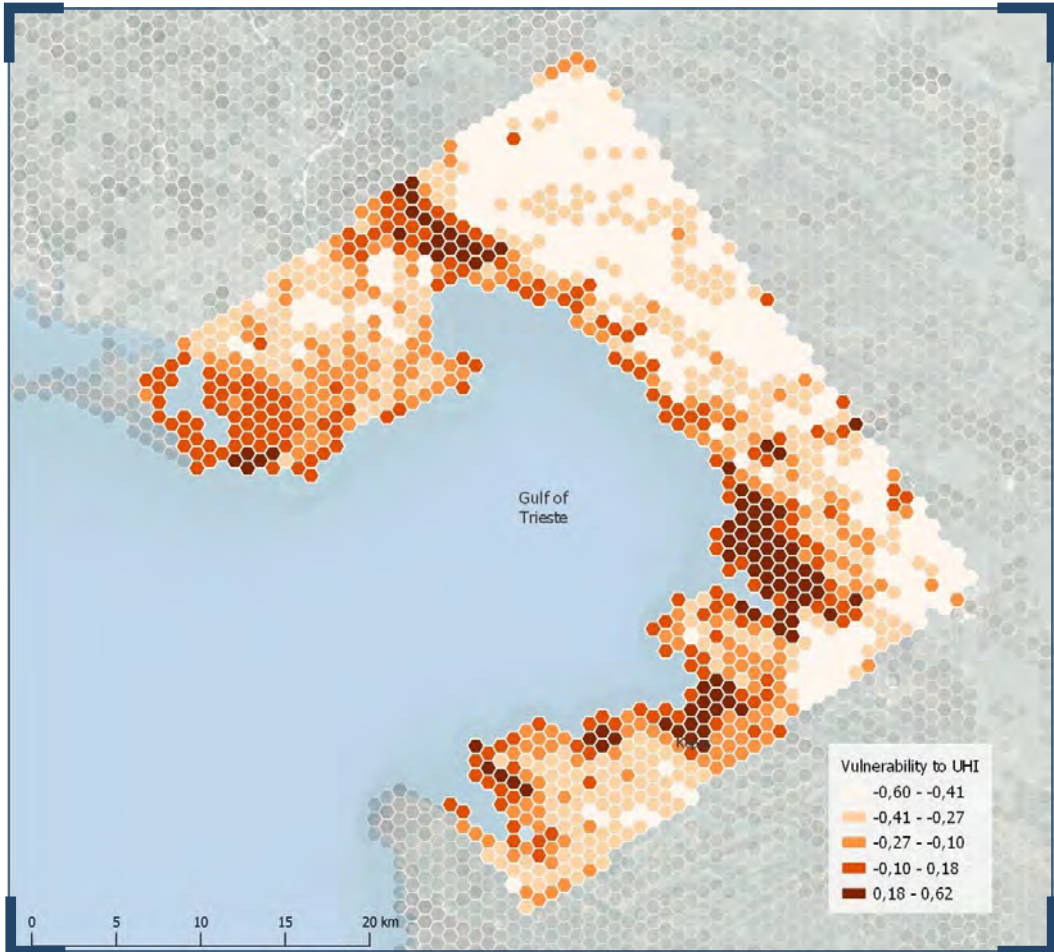 Gulf of
Trieste
Vulnerability to UHI
-0,60 - -0,41
-0,41 - -0,27
-0,27 - -0,10
-0,10 - 0,18
0,18 - 0,62
0 5 10 15 20 km